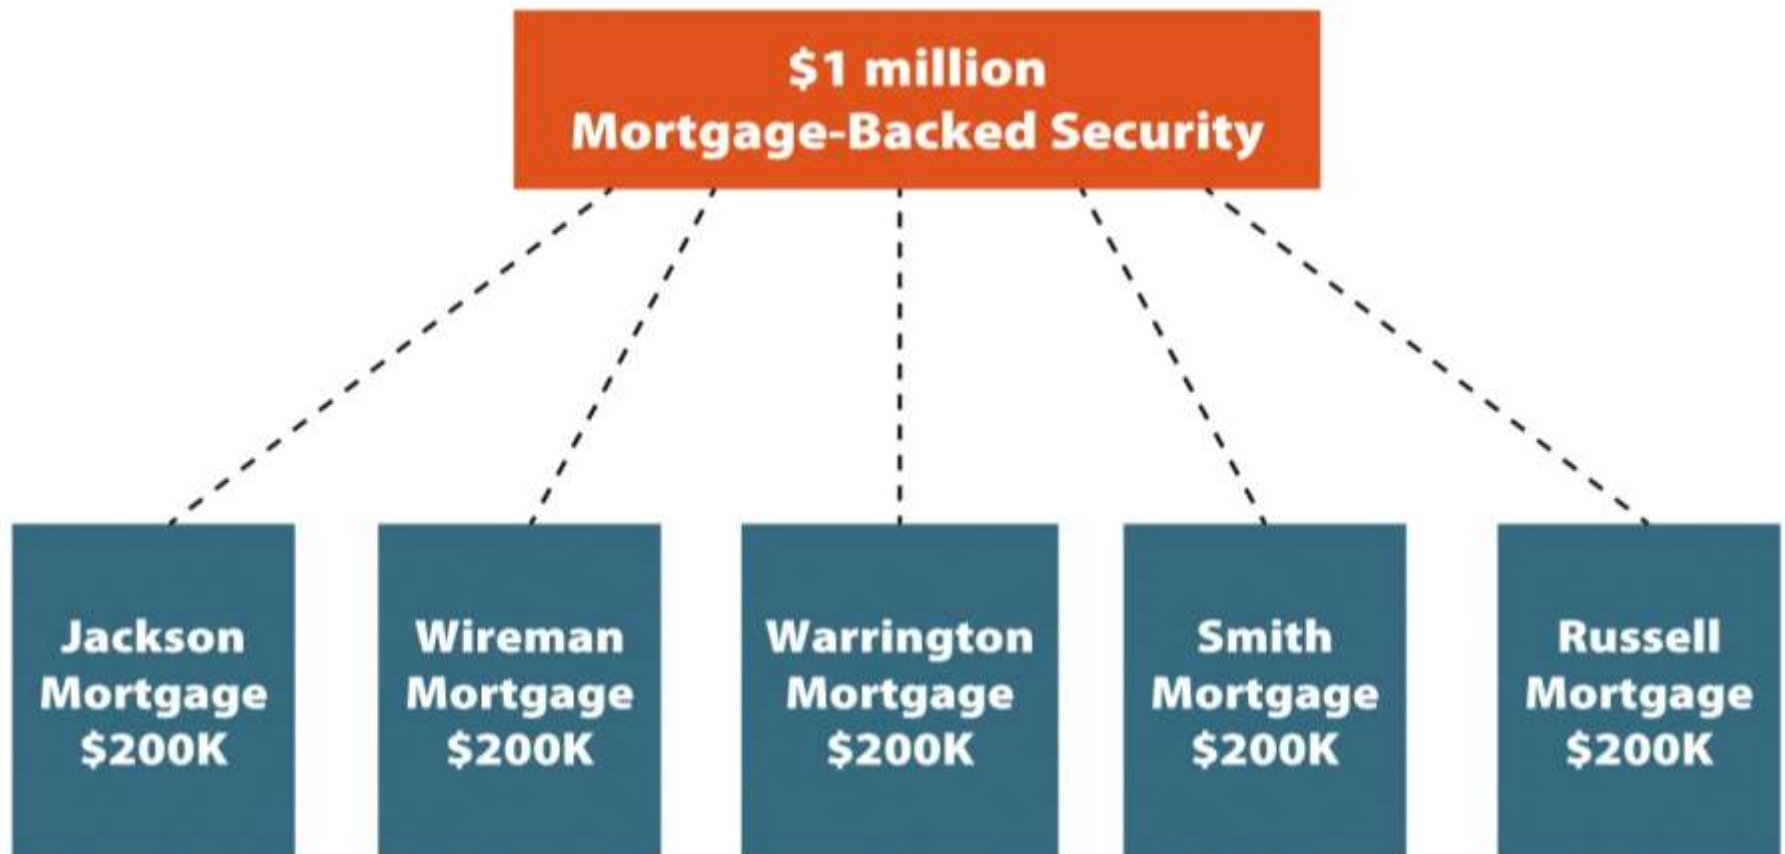 $1 million
Mortgage-Backed Security
Jackson
Mortgage
$200K
Wireman
Mortgage
$200K
Warrington
Mortgage
$200K
Smith
Mortgage
$200K
Russell
Mortgage
$200K